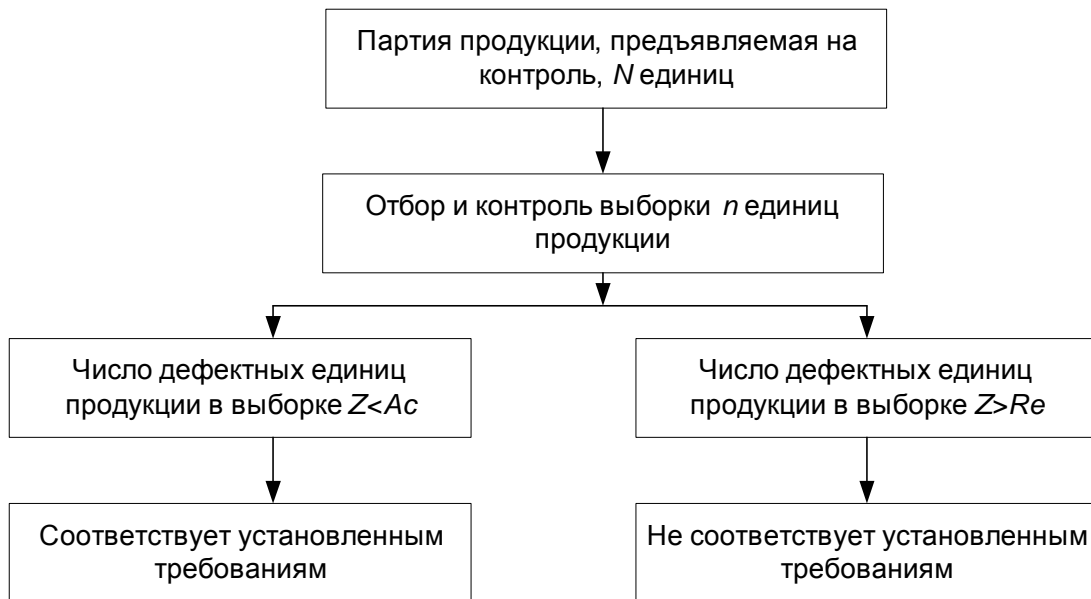 Партия продукции, предъявляемая на
контроль, N единиц
Отбор и контроль выборки n единиц
продукции
Число дефектных единиц
продукции в выборке Z<Ac
Число дефектных единиц
продукции в выборке Z>Re
Соответствует установленным
требованиям
Не соответствует установленным
требованиям